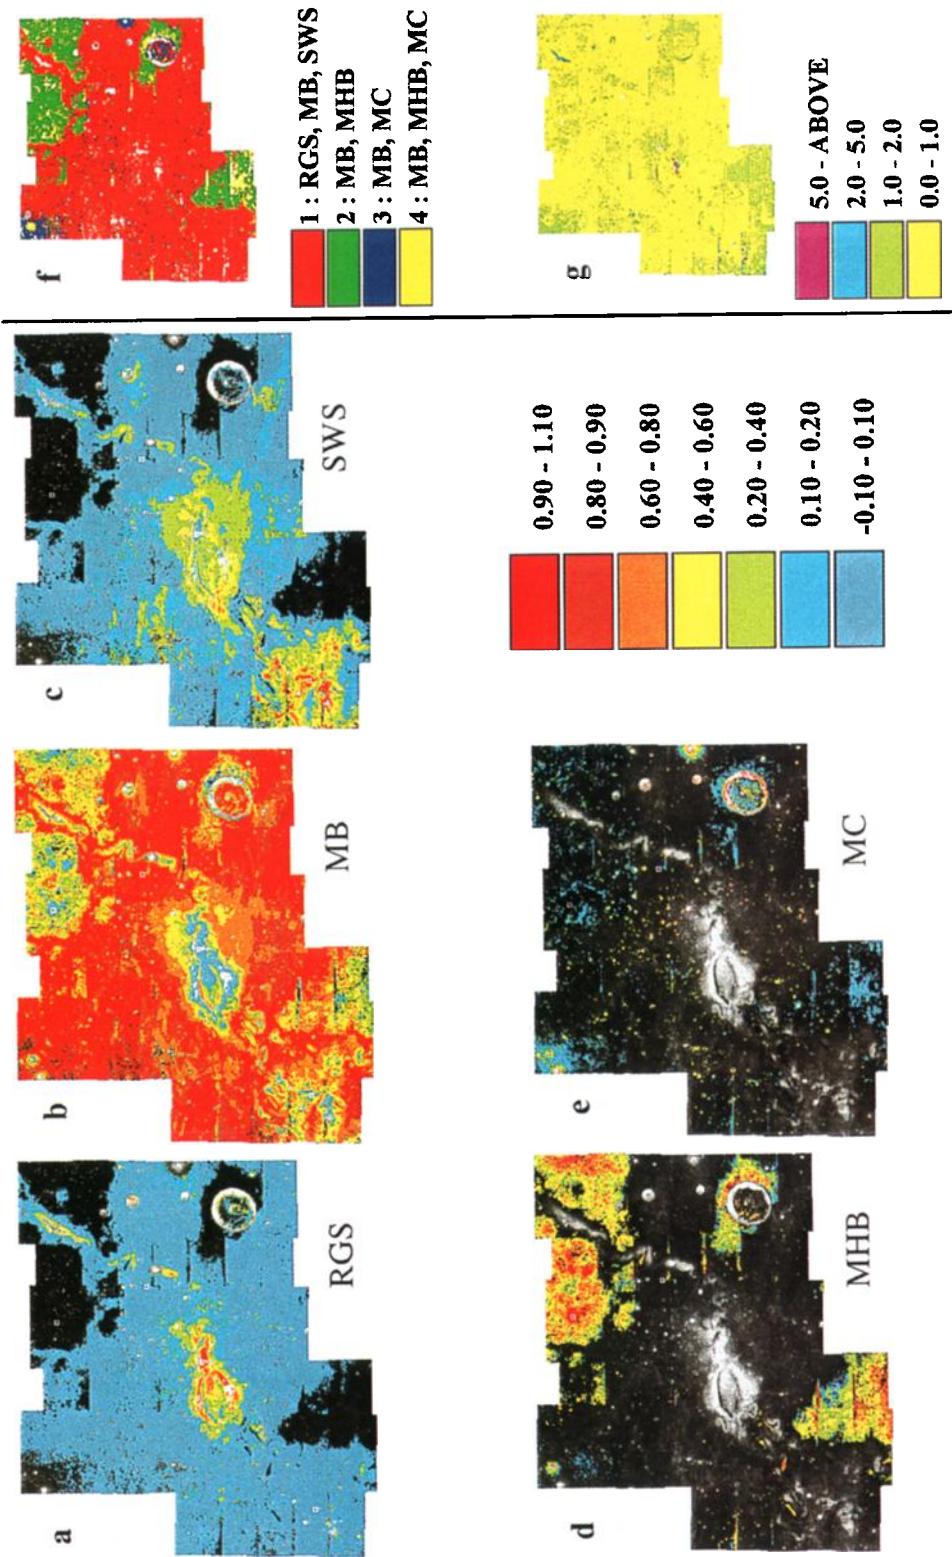 a
RGS
b
MB
c
SWS
d
MHB
e
MC
0.90 - 1.10
0.80 - 0.90
0.60 - 0.80
0.40 - 0.60
0.20 - 0.40
0.10 - 0.20
-0.10 - 0.10
f
1 : RGS, MB, SWS
2 : MB, MHB
3 : MB, MC
4 : MB, MHB, MC
g
5.0 - ABOVE
2.0 - 5.0
1.0 - 2.0
0.0 - 1.0